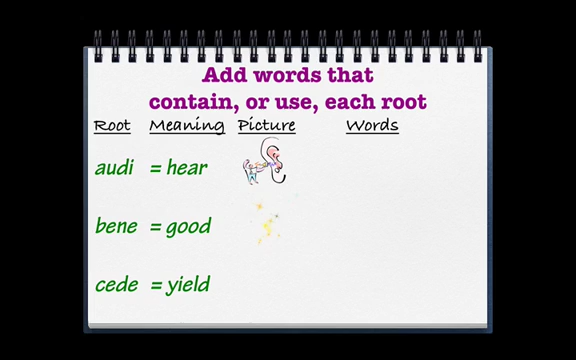 Add words that
contain, or use, each root
Root Meaning Picture Words
audi = hear
bene = good
cede = yield